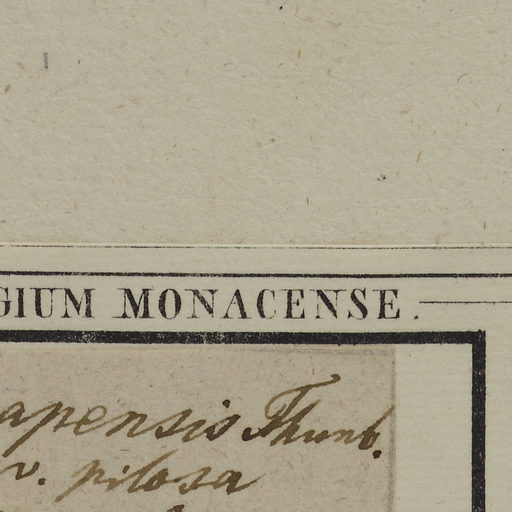 GIUM MONACENSE.
apensis Thunb.
v. pilosa